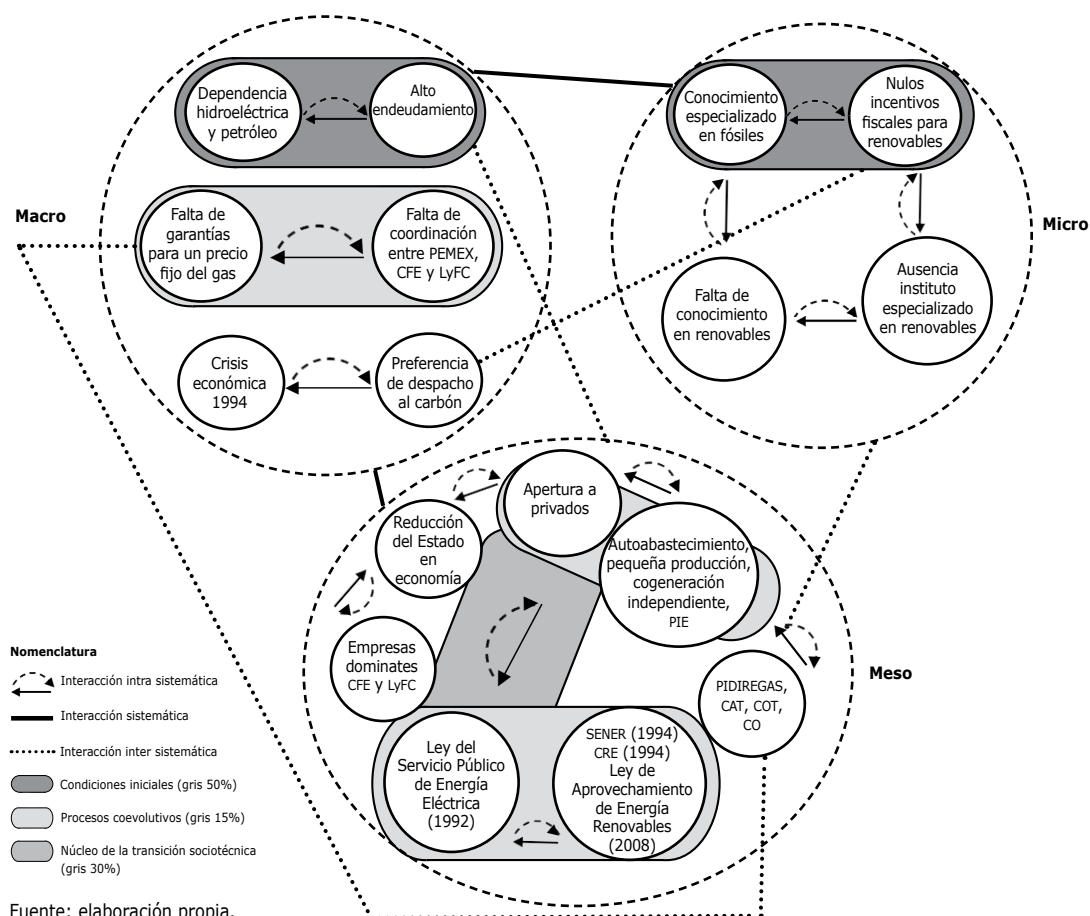 Macro
Dependencia
hidroeléctrica
y petróleo
Alto
endeudamiento
Falta de
garantías
para un precio
fijo del gas
Falta de
coordinación
entre PEMEX,
CFE y LyFC
Crisis
económica
1994
Preferencia
de despacho
al carbón
Micro
Conocimiento
especializado
en fósiles
Nulos
incentivos
fiscales para
renovables
Falta de
conocimiento
en renovables
Ausencia
instituto
especializado
en renovables
Meso
Apertura a
privados
Reducción
del Estado
en
economía
Autoabastecimiento,
pequeña producción,
cogeneración
independiente,
PIE
Empresas
dominates
CFE y LyFC
PIDIREGAS,
CAT, COT,
CO
Ley del
Servicio Público
de Energía
Eléctrica
(1992)
SENER (1994)
CRE (1994)
Ley de
Aprovechamiento
de Energía
Renovables
(2008)
Nomenclatura
Interacción intra sistemática
Interacción sistemática
Interacción inter sistemática
Condiciones iniciales (gris 50%)
Procesos coevolutivos (gris 15%)
Núcleo de la transición sociotécnica
(gris 30%)
Fuente: elaboración propia.